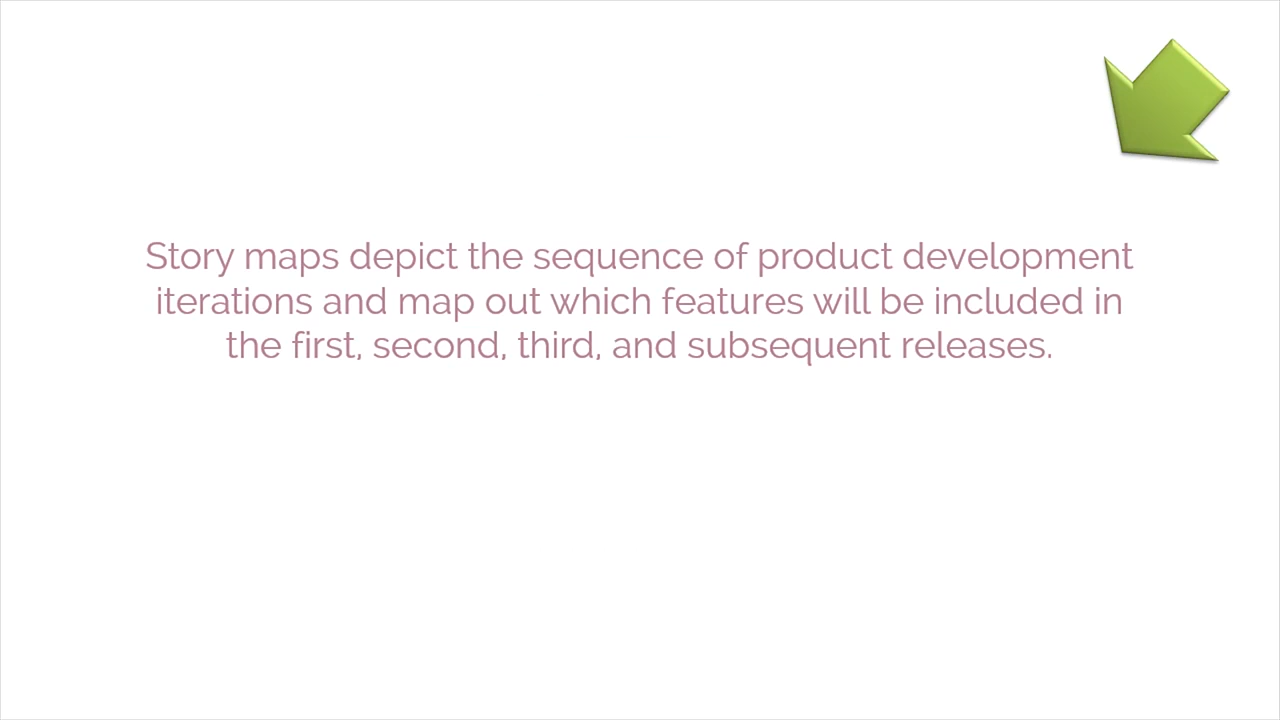 Story maps depict the sequence of product development
iterations and map out which features will be included in
the first, second, third, and subsequent releases.